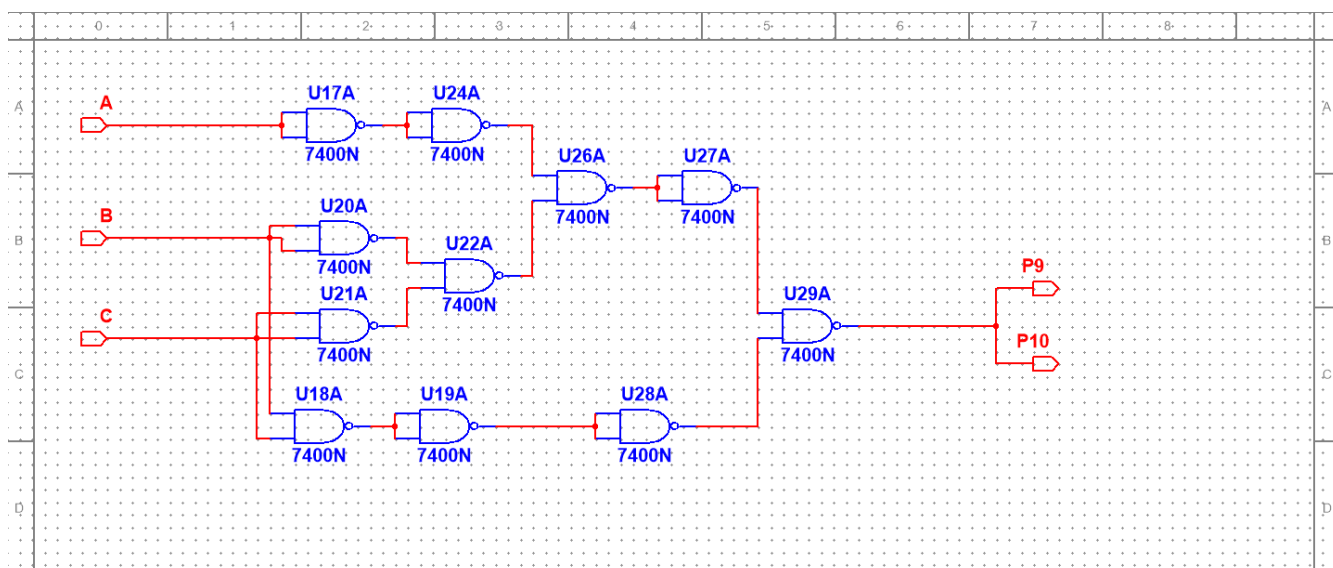 0 1 2 3 4 5 6 7 8
A A
A
U17A U24A
7400N 7400N
U26A U27A
7400N 7400N
B B
B
U20A
7400N
U22A
7400N
U21A
7400N
C
P9
U29A
7400N
P10
C C
U18A U19A U28A
7400N 7400N 7400N
D D